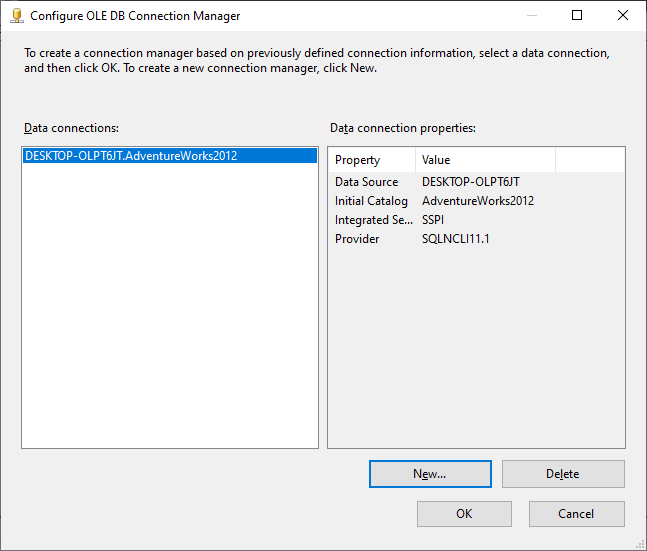 Configure OLE DB Connection Manager
To create a connection manager based on previously defined connection information, select a data connection,
and then click OK. To create a new connection manager, click New.
Data connections:
DESKTOP-OLPT6JT.AdventureWorks2012
Data connection properties:
Property Value
Data Source DESKTOP-OLPT6JT
Initial Catalog AdventureWorks2012
Integrated Se... SSPI
Provider SQLNCLI11.1
New... Delete
OK Cancel